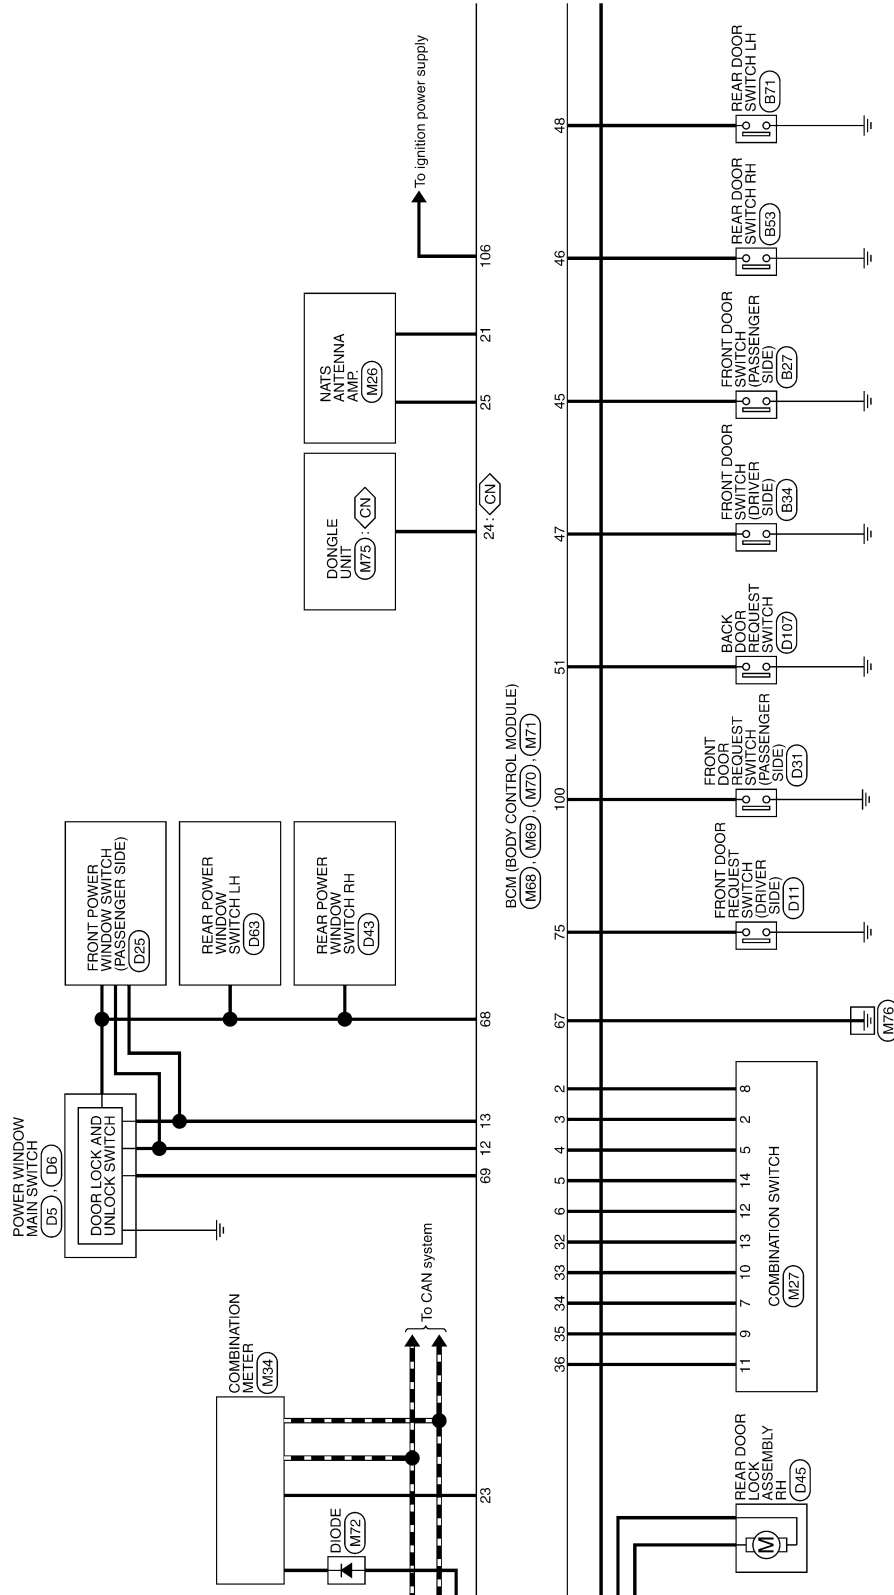 POWER WINDOW
MAIN SWITCH
D5 , D6
DOOR LOCK AND
UNLOCK SWITCH
FRONT POWER
WINDOW SWITCH
(PASSENGER SIDE)
D25
REAR POWER
WINDOW
SWITCH LH
D63
REAR POWER
WINDOW
SWITCH RH
D43
COMBINATION
METER
M34
DIODE
M72
To CAN system
DONGLE
UNIT
M75 : CN
NATS
ANTENNA
AMP.
M26
To ignition power supply
23
69
12
13
68
24 : CN
25
21
106
BCM (BODY CONTROL MODULE)
M68 , M69 , M70 , M71
36
35
34
33
32
6
5
4
3
2
67
75
100
51
47
45
46
48
REAR DOOR
LOCK
ASSEMBLY
RH
D45
M
11
9
7
10
13
12
14
5
2
8
COMBINATION SWITCH
M27
M76
FRONT DOOR
REQUEST
SWITCH
(DRIVER
SIDE)
D11
FRONT
DOOR
REQUEST
SWITCH
(PASSENGER
SIDE)
D31
BACK
DOOR
REQUEST
SWITCH
D107
FRONT DOOR
SWITCH
(DRIVER
SIDE)
B34
FRONT DOOR
SWITCH
(PASSENGER
SIDE)
B27
REAR DOOR
SWITCH RH
B53
REAR DOOR
SWITCH LH
B71